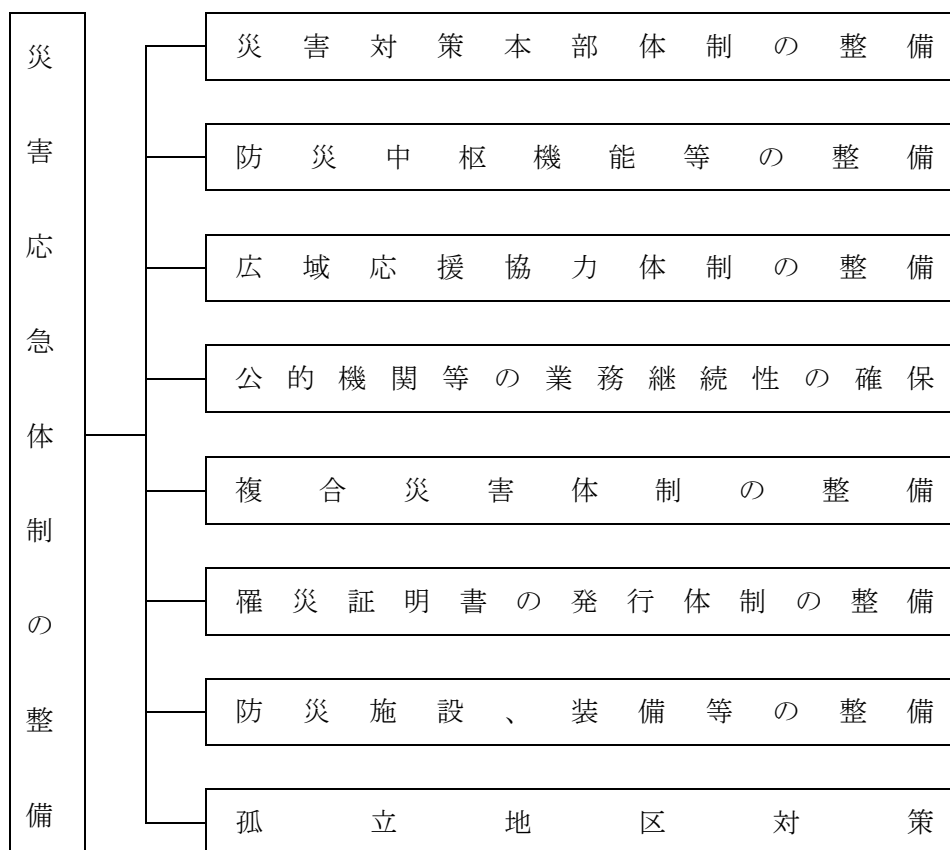 災害応急体制の整備
災害対策本部体制の整備
防災中枢機能等の整備
広域応援協力体制の整備
公的機関等の業務継続性の確保
複合災害体制の整備
罹災証明書の発行体制の整備
防災施設、装備等の整備
孤立地区対策